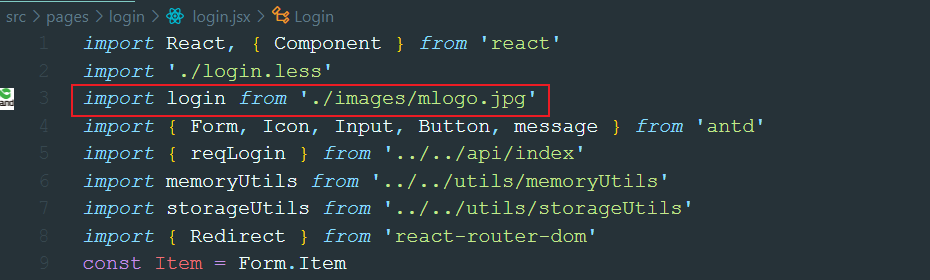 src > pages > login > login.jsx > Login
1 import React, { Component } from 'react'
2 import './login.less'
3 import login from './images/mlogo.jpg'
4 import { Form, Icon, Input, Button, message } from 'antd'
5 import { reqLogin } from '../../api/index'
6 import memoryUtils from '../../utils/memoryUtils'
7 import storageUtils from '../../utils/storageUtils'
8 import { Redirect } from 'react-router-dom'
9 const Item = Form.Item